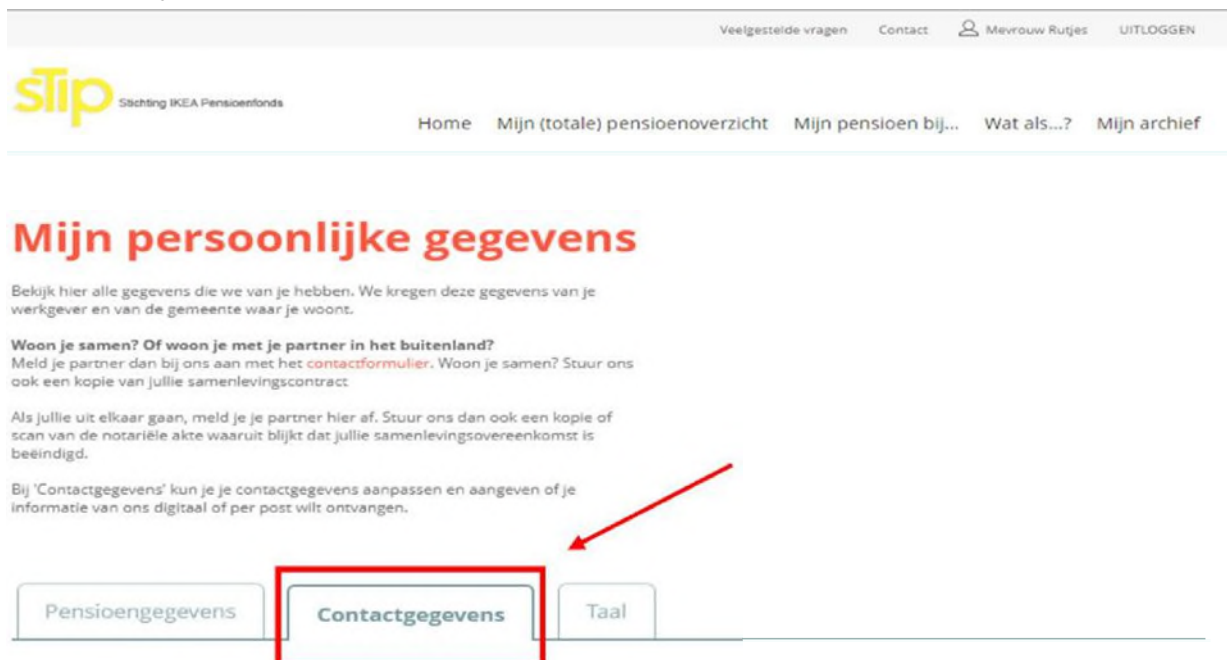 Veelgestelde vragen Contact Mevrouw Rutjes UITLOGGEN
STIP Stichting IKEA Pensioenfonds
Home Mijn (totale) pensioenoverzicht Mijn pensioen bij... Wat als...? Mijn archief
Mijn persoonlijke gegevens
Bekijk hier alle gegevens die we van je hebben. We kregen deze gegevens van je
werkgever en van de gemeente waar je woont.
Woon je samen? Of woon je met je partner in het buitenland?
Meld je partner dan bij ons aan met het contactformulier. Woon je samen? Stuur ons
ook een kopie van jullie samenlevingscontract
Als jullie uit elkaar gaan, meld je je partner hier af. Stuur ons dan ook een kopie of
scan van de notariële akte waaruit blijkt dat jullie samenlevingsovereenkomst is
beëindigd.
Bij 'Contactgegevens' kun je je contactgegevens aanpassen en aangeven of je
informatie van ons digitaal of per post wilt ontvangen.
Pensioengegevens Contactgegevens Taal